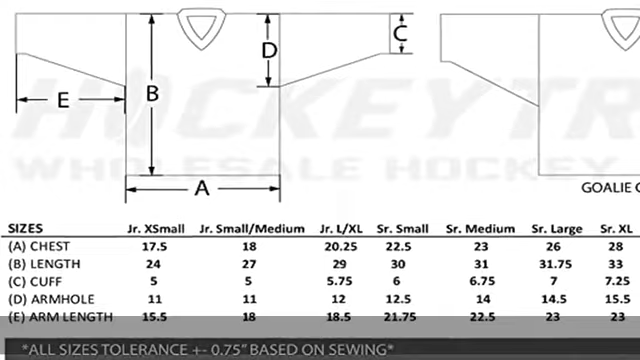 C
D
B
E
A
HOCKEYTR
WHOLESALE HOCKEY
GOALIE
SIZES Jr. XSmall Jr. Small/Medium Jr. L/XL Sr. Small Sr. Medium Sr. Large Sr. XL
(A) CHEST 17.5 18 20.25 22.5 23 26 28
(B) LENGTH 24 27 29 30 31 31.75 33
(C) CUFF 5 5 5.75 6 6.75 7 7.25
(D) ARMHOLE 11 11 12 12.5 14 14.5 15.5
(E) ARM LENGTH 15.5 18 18.5 21.75 22.5 23 23
*ALL SIZES TOLERANCE +- 0.75" BASED ON SEWING*